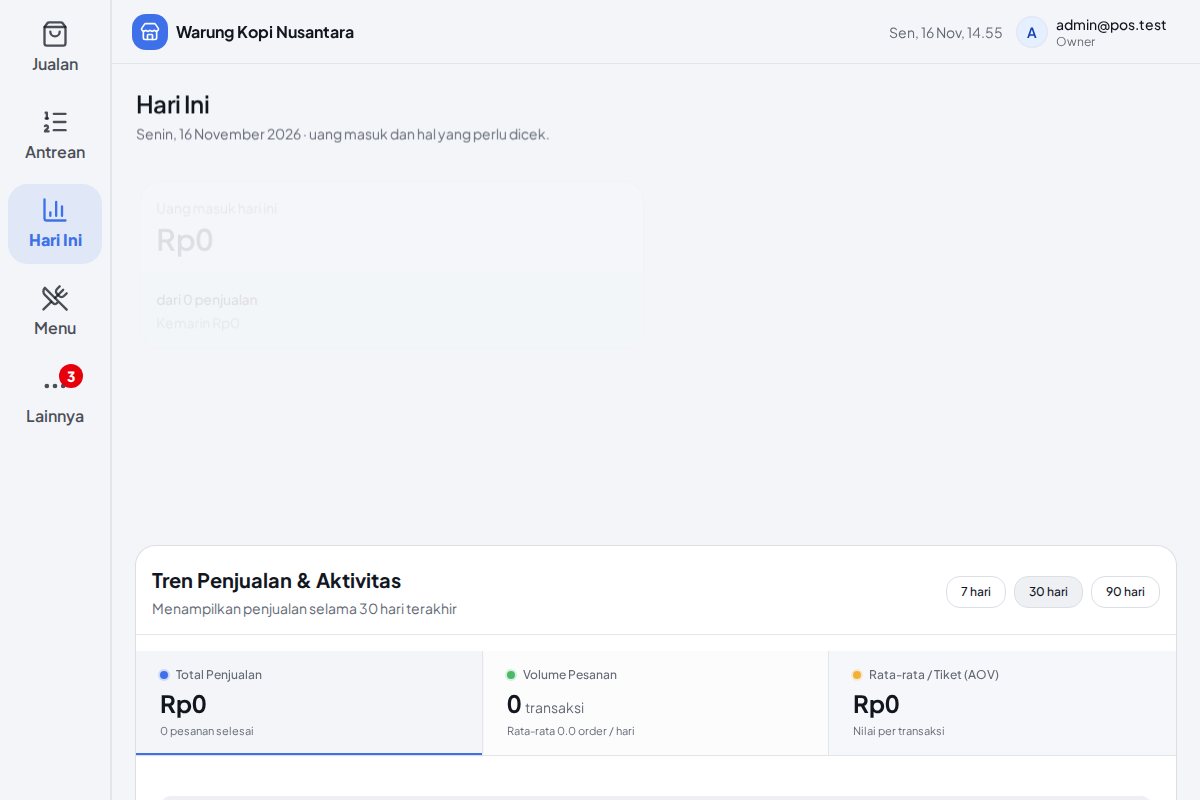 Jualan
Antrean
Hari Ini
Menu
3
Lainnya
Warung Kopi Nusantara
Sen, 16 Nov, 14.55
A
admin@pos.test
Owner
Hari Ini
Senin, 16 November 2026 · uang masuk dan hal yang perlu dicek.
Uang masuk hari ini
Rp0
dari 0 penjualan
Kemarin Rp0
Tren Penjualan & Aktivitas
Menampilkan penjualan selama 30 hari terakhir
7 hari
30 hari
90 hari
Total Penjualan
Rp0
0 pesanan selesai
Volume Pesanan
0 transaksi
Rata-rata 0.0 order / hari
Rata-rata / Tiket (AOV)
Rp0
Nilai per transaksi